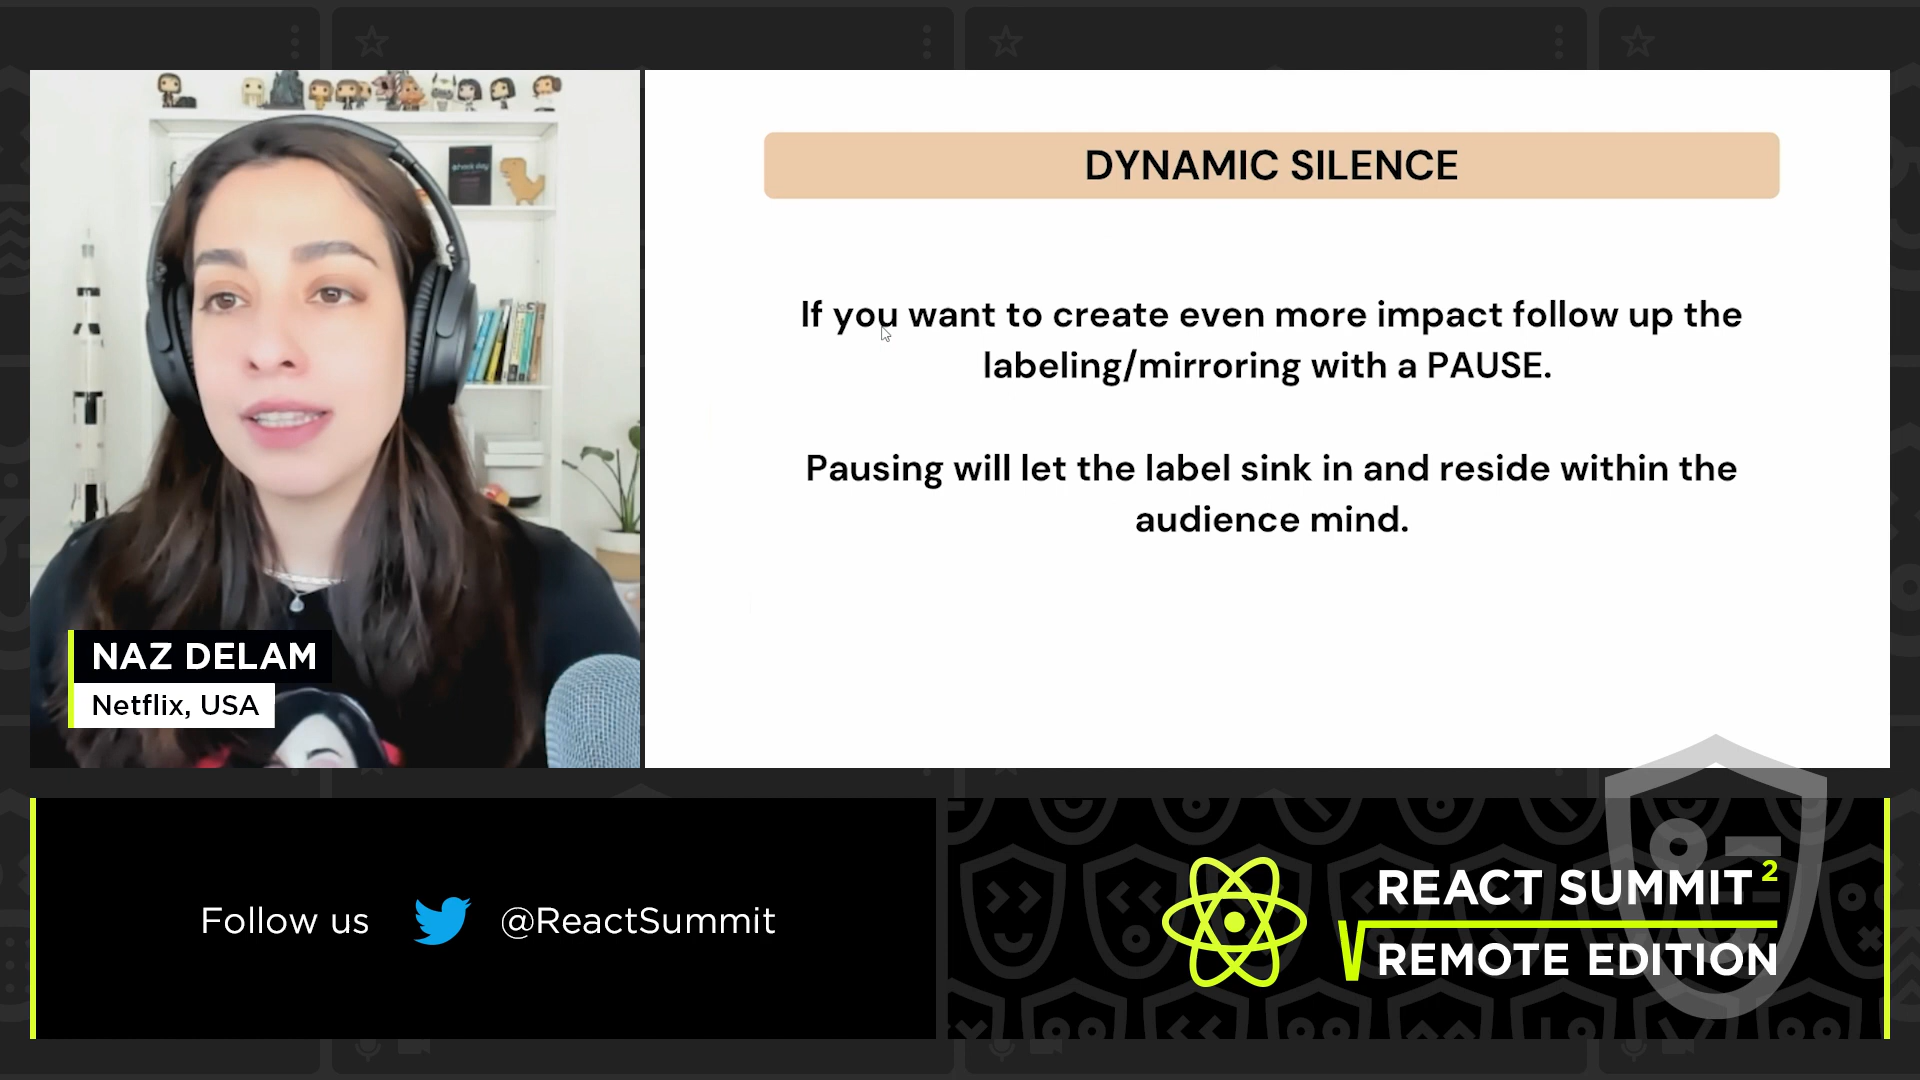 DYNAMIC SILENCE
If you want to create even more impact follow up the
labeling/mirroring with a PAUSE.
Pausing will let the label sink in and reside within the
audience mind.
NAZ DELAM
Netflix, USA
Follow us
@ReactSummit
REACT SUMMIT 2
REMOTE EDITION